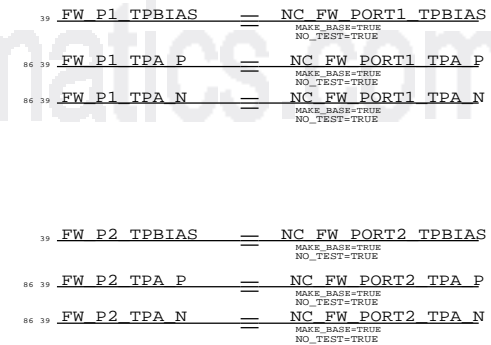 39 FW_P1_TPBIAS = NC_FW_PORT1_TPBIAS
MAKE_BASE=TRUE
NO_TEST=TRUE
86 39 FW_P1_TPA_P = NC_FW_PORT1_TPA_P
MAKE_BASE=TRUE
NO_TEST=TRUE
86 39 FW_P1_TPA_N = NC_FW_PORT1_TPA_N
MAKE_BASE=TRUE
NO_TEST=TRUE
39 FW_P2_TPBIAS = NC_FW_PORT2_TPBIAS
MAKE_BASE=TRUE
NO_TEST=TRUE
86 39 FW_P2_TPA_P = NC_FW_PORT2_TPA_P
MAKE_BASE=TRUE
NO_TEST=TRUE
86 39 FW_P2_TPA_N = NC_FW_PORT2_TPA_N
MAKE_BASE=TRUE
NO_TEST=TRUE
matics.com